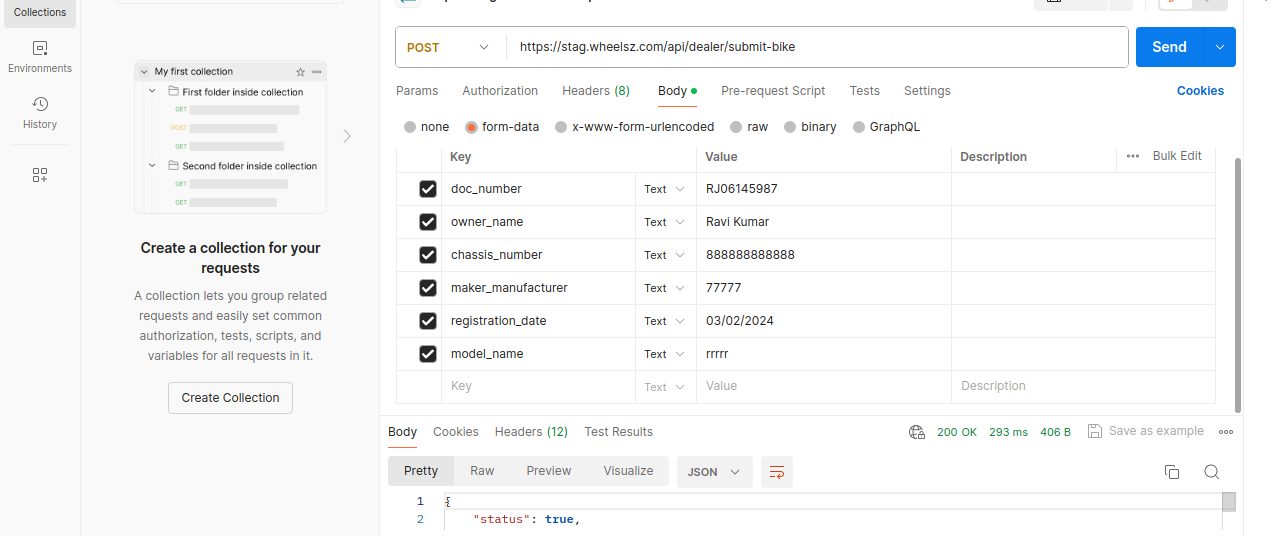 Collections
Environments
History
My first collection
First folder inside collection
GET
POST
GET
Second folder inside collection
GET
GET
Create a collection for your
requests
A collection lets you group related
requests and easily set common
authorization, tests, scripts, and
variables for all requests in it.
Create Collection
POST https://stag.wheelsz.com/api/dealer/submit-bike Send
Params Authorization Headers (8) Body Pre-request Script Tests Settings Cookies
none form-data x-www-form-urlencoded raw binary GraphQL
Key Value Description Bulk Edit
doc_number Text RJ06145987
owner_name Text Ravi Kumar
chassis_number Text 888888888888
maker_manufacturer Text 77777
registration_date Text 03/02/2024
model_name Text rrrrr
Key Text Value Description
Body Cookies Headers (12) Test Results 200 OK 293 ms 406 B Save as example
Pretty Raw Preview Visualize JSON
1 {
2 "status": true,